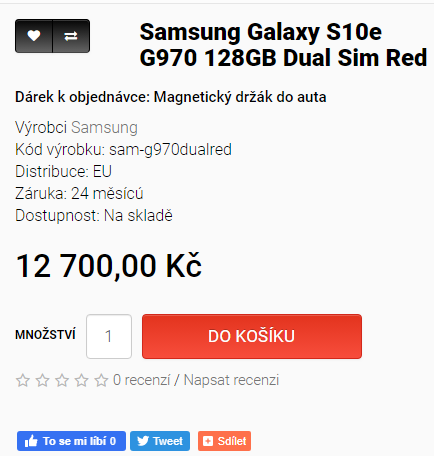 Samsung Galaxy S10e
G970 128GB Dual Sim Red
Dárek k objednávce: Magnetický držák do auta
Výrobci Samsung
Kód výrobku: sam-g970dualred
Distribuce: EU
Záruka: 24 měsícú
Dostupnost: Na skladě
12 700,00 Kč
MNOŽSTVÍ 1 DO KOŠÍKU
0 recenzí / Napsat recenzi
To se mi líbí 0 Tweet Sdílet